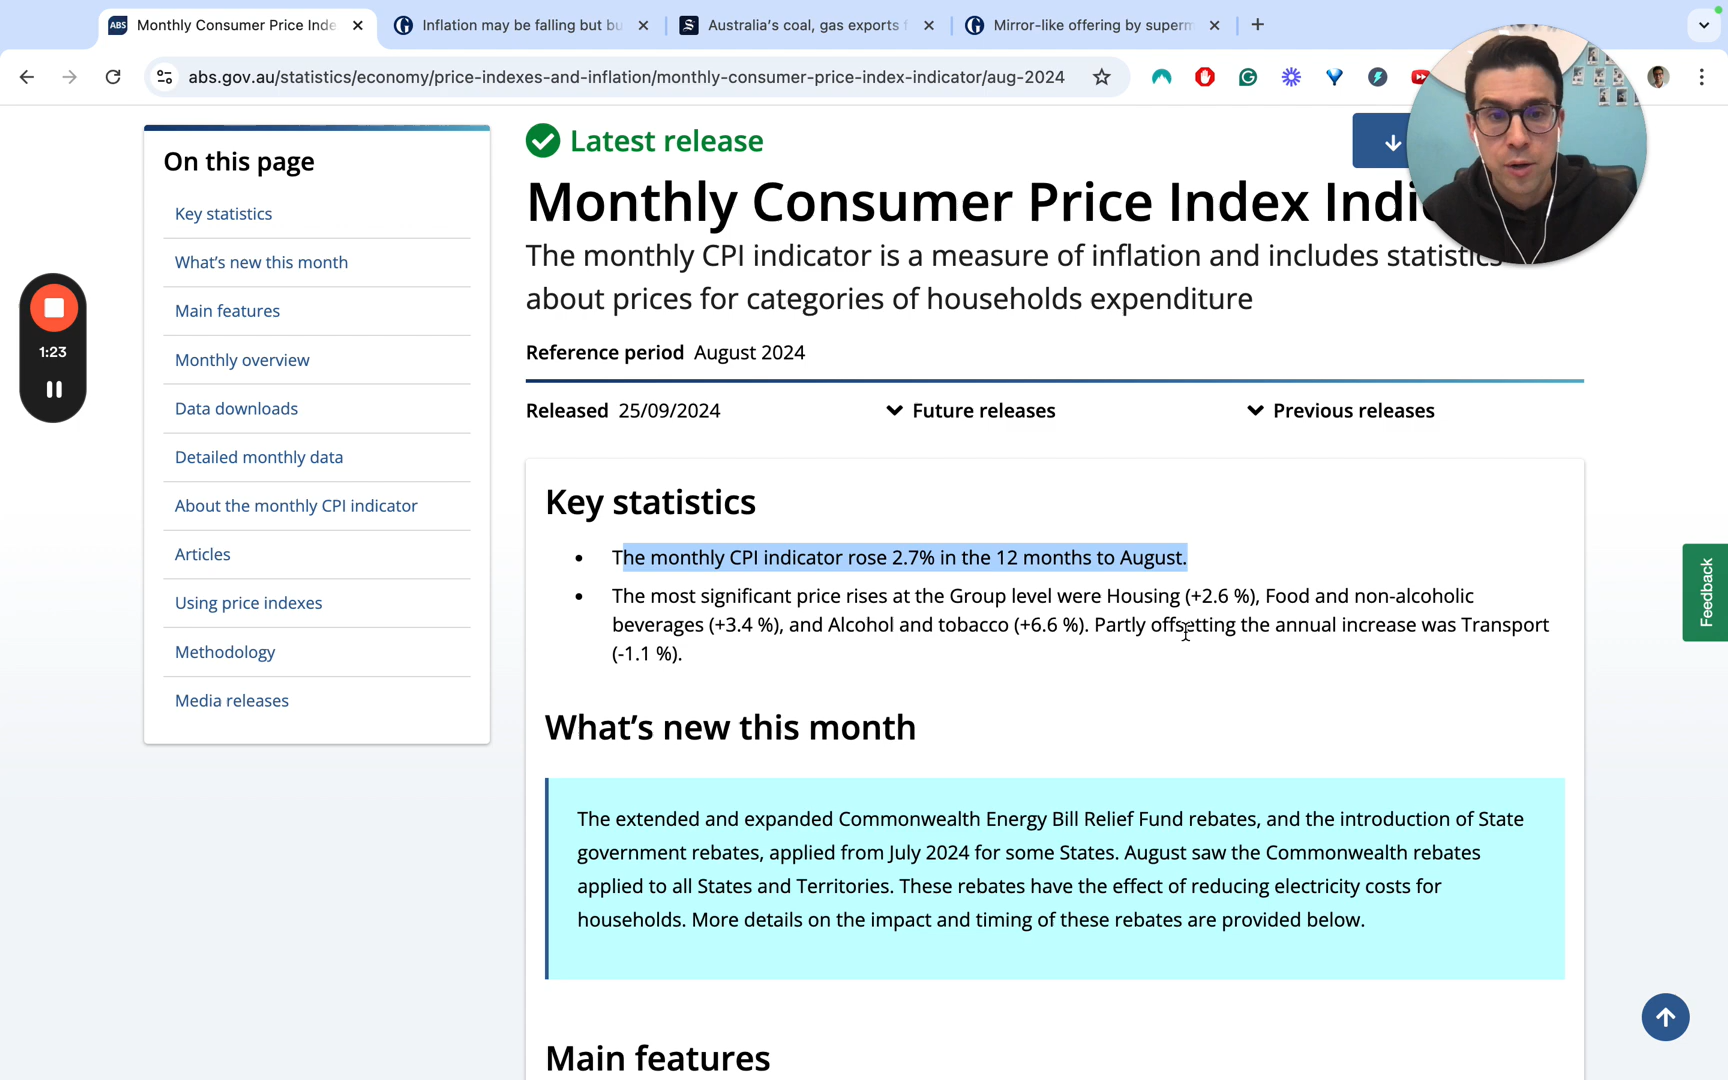 ABS Monthly Consumer Price Inde
Inflation may be falling but bu
Australia's coal, gas exports f
Mirror-like offering by superm
abs.gov.au/statistics/economy/price-indexes-and-inflation/monthly-consumer-price-index-indicator/aug-2024
On this page
Key statistics
What's new this month
Main features
Monthly overview
Data downloads
Detailed monthly data
About the monthly CPI indicator
Articles
Using price indexes
Methodology
Media releases
1:23
Latest release
Monthly Consumer Price Index Indi
The monthly CPI indicator is a measure of inflation and includes statistics
about prices for categories of households expenditure
Reference period August 2024
Released 25/09/2024
Future releases
Previous releases
Key statistics
• The monthly CPI indicator rose 2.7% in the 12 months to August.
• The most significant price rises at the Group level were Housing (+2.6 %), Food and non-alcoholic
beverages (+3.4 %), and Alcohol and tobacco (+6.6 %). Partly offsetting the annual increase was Transport
(-1.1 %).
What's new this month
The extended and expanded Commonwealth Energy Bill Relief Fund rebates, and the introduction of State
government rebates, applied from July 2024 for some States. August saw the Commonwealth rebates
applied to all States and Territories. These rebates have the effect of reducing electricity costs for
households. More details on the impact and timing of these rebates are provided below.
Main features
Feedback